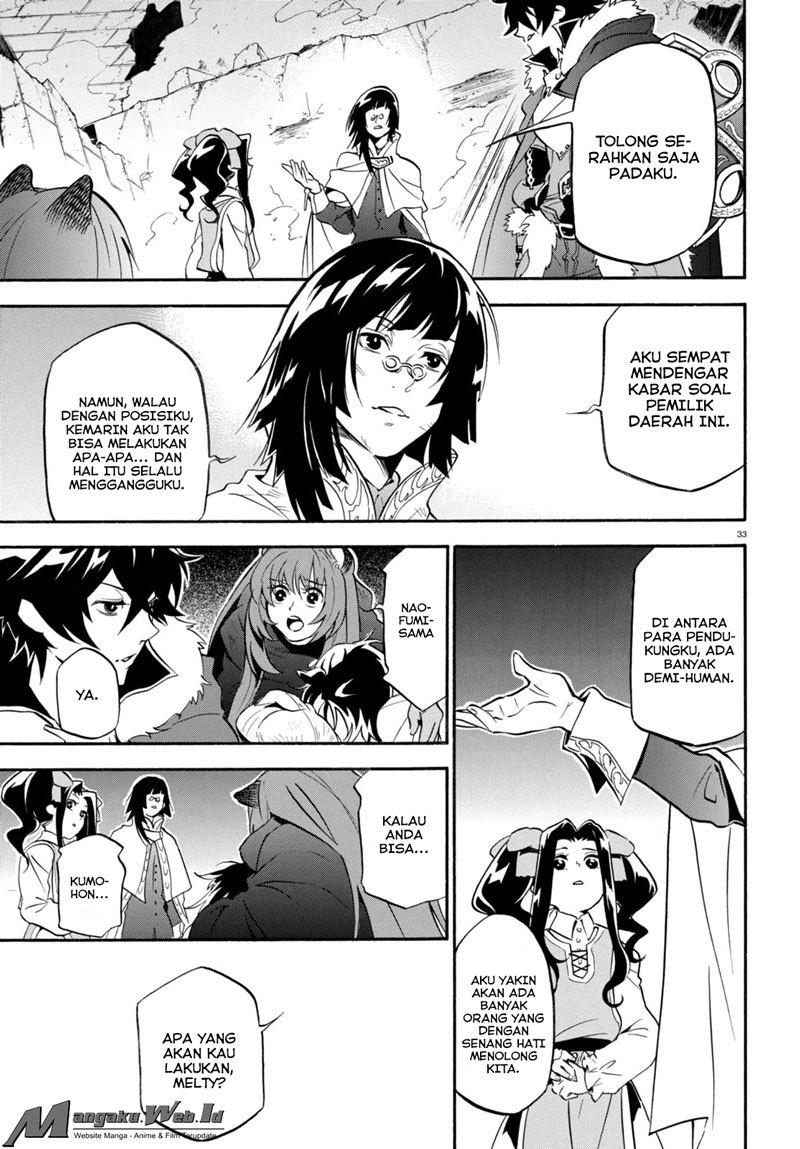 TOLONG SE-
RAHKAN SAJA
PADAKU.
AKU SEMPAT
MENDENGAR
KABAR SOAL
PEMILIK
DAERAH INI.
NAMUN, WALAU
DENGAN POSISIKU,
KEMARIN AKU TAK
BISA MELAKUKAN
APA-APA... DAN
HAL ITU SELALU
MENGGANGGUKU.
33
DI ANTARA
PARA PENDU-
KUNGKU, ADA
BANYAK
DEMI-HUMAN.
AKU YAKIN
AKAN ADA
BANYAK
ORANG YANG
DENGAN
SENANG HATI
MENOLONG
KITA.
NAO-
FUMI-
SAMA
YA.
KALAU
ANDA
BISA...
KUMO-
HON...
APA YANG
AKAN KAU
LAKUKAN,
MELTY?
Mangaku.Web.Id
Website Manga - Anime & Film Terupdate